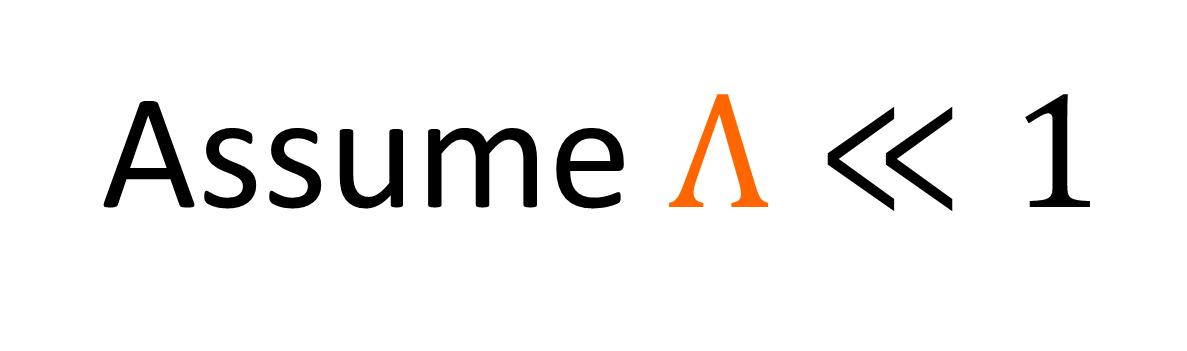 Assume Λ ≪ 1